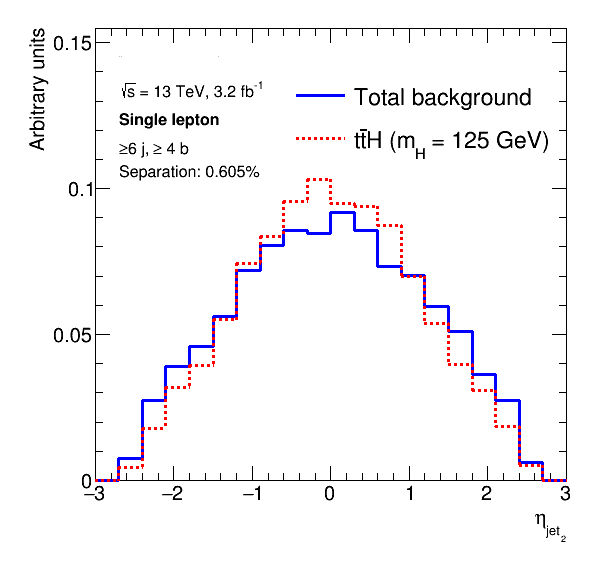 Arbitrary units
0.15
0.1
0.05
0
√s = 13 TeV, 3.2 fb⁻¹
Single lepton
≥6 j, ≥ 4 b
Separation: 0.605%
Total background
tt̄H (m_H = 125 GeV)
−3 −2 −1 0 1 2 3
η_jet₂